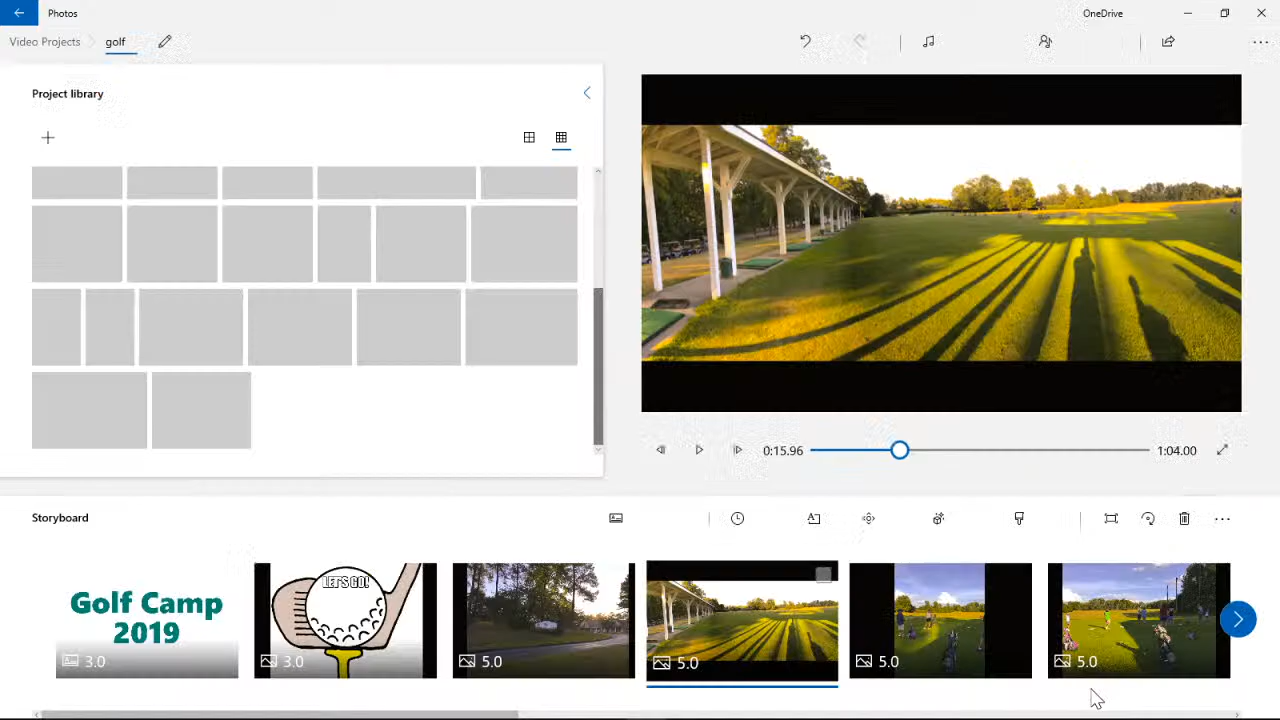 Photos
OneDrive
Video Projects
golf
Project library
0:15.96
1:04.00
Storyboard
Golf Camp
2019
LET'S GO!
3.0
3.0
5.0
5.0
5.0
5.0